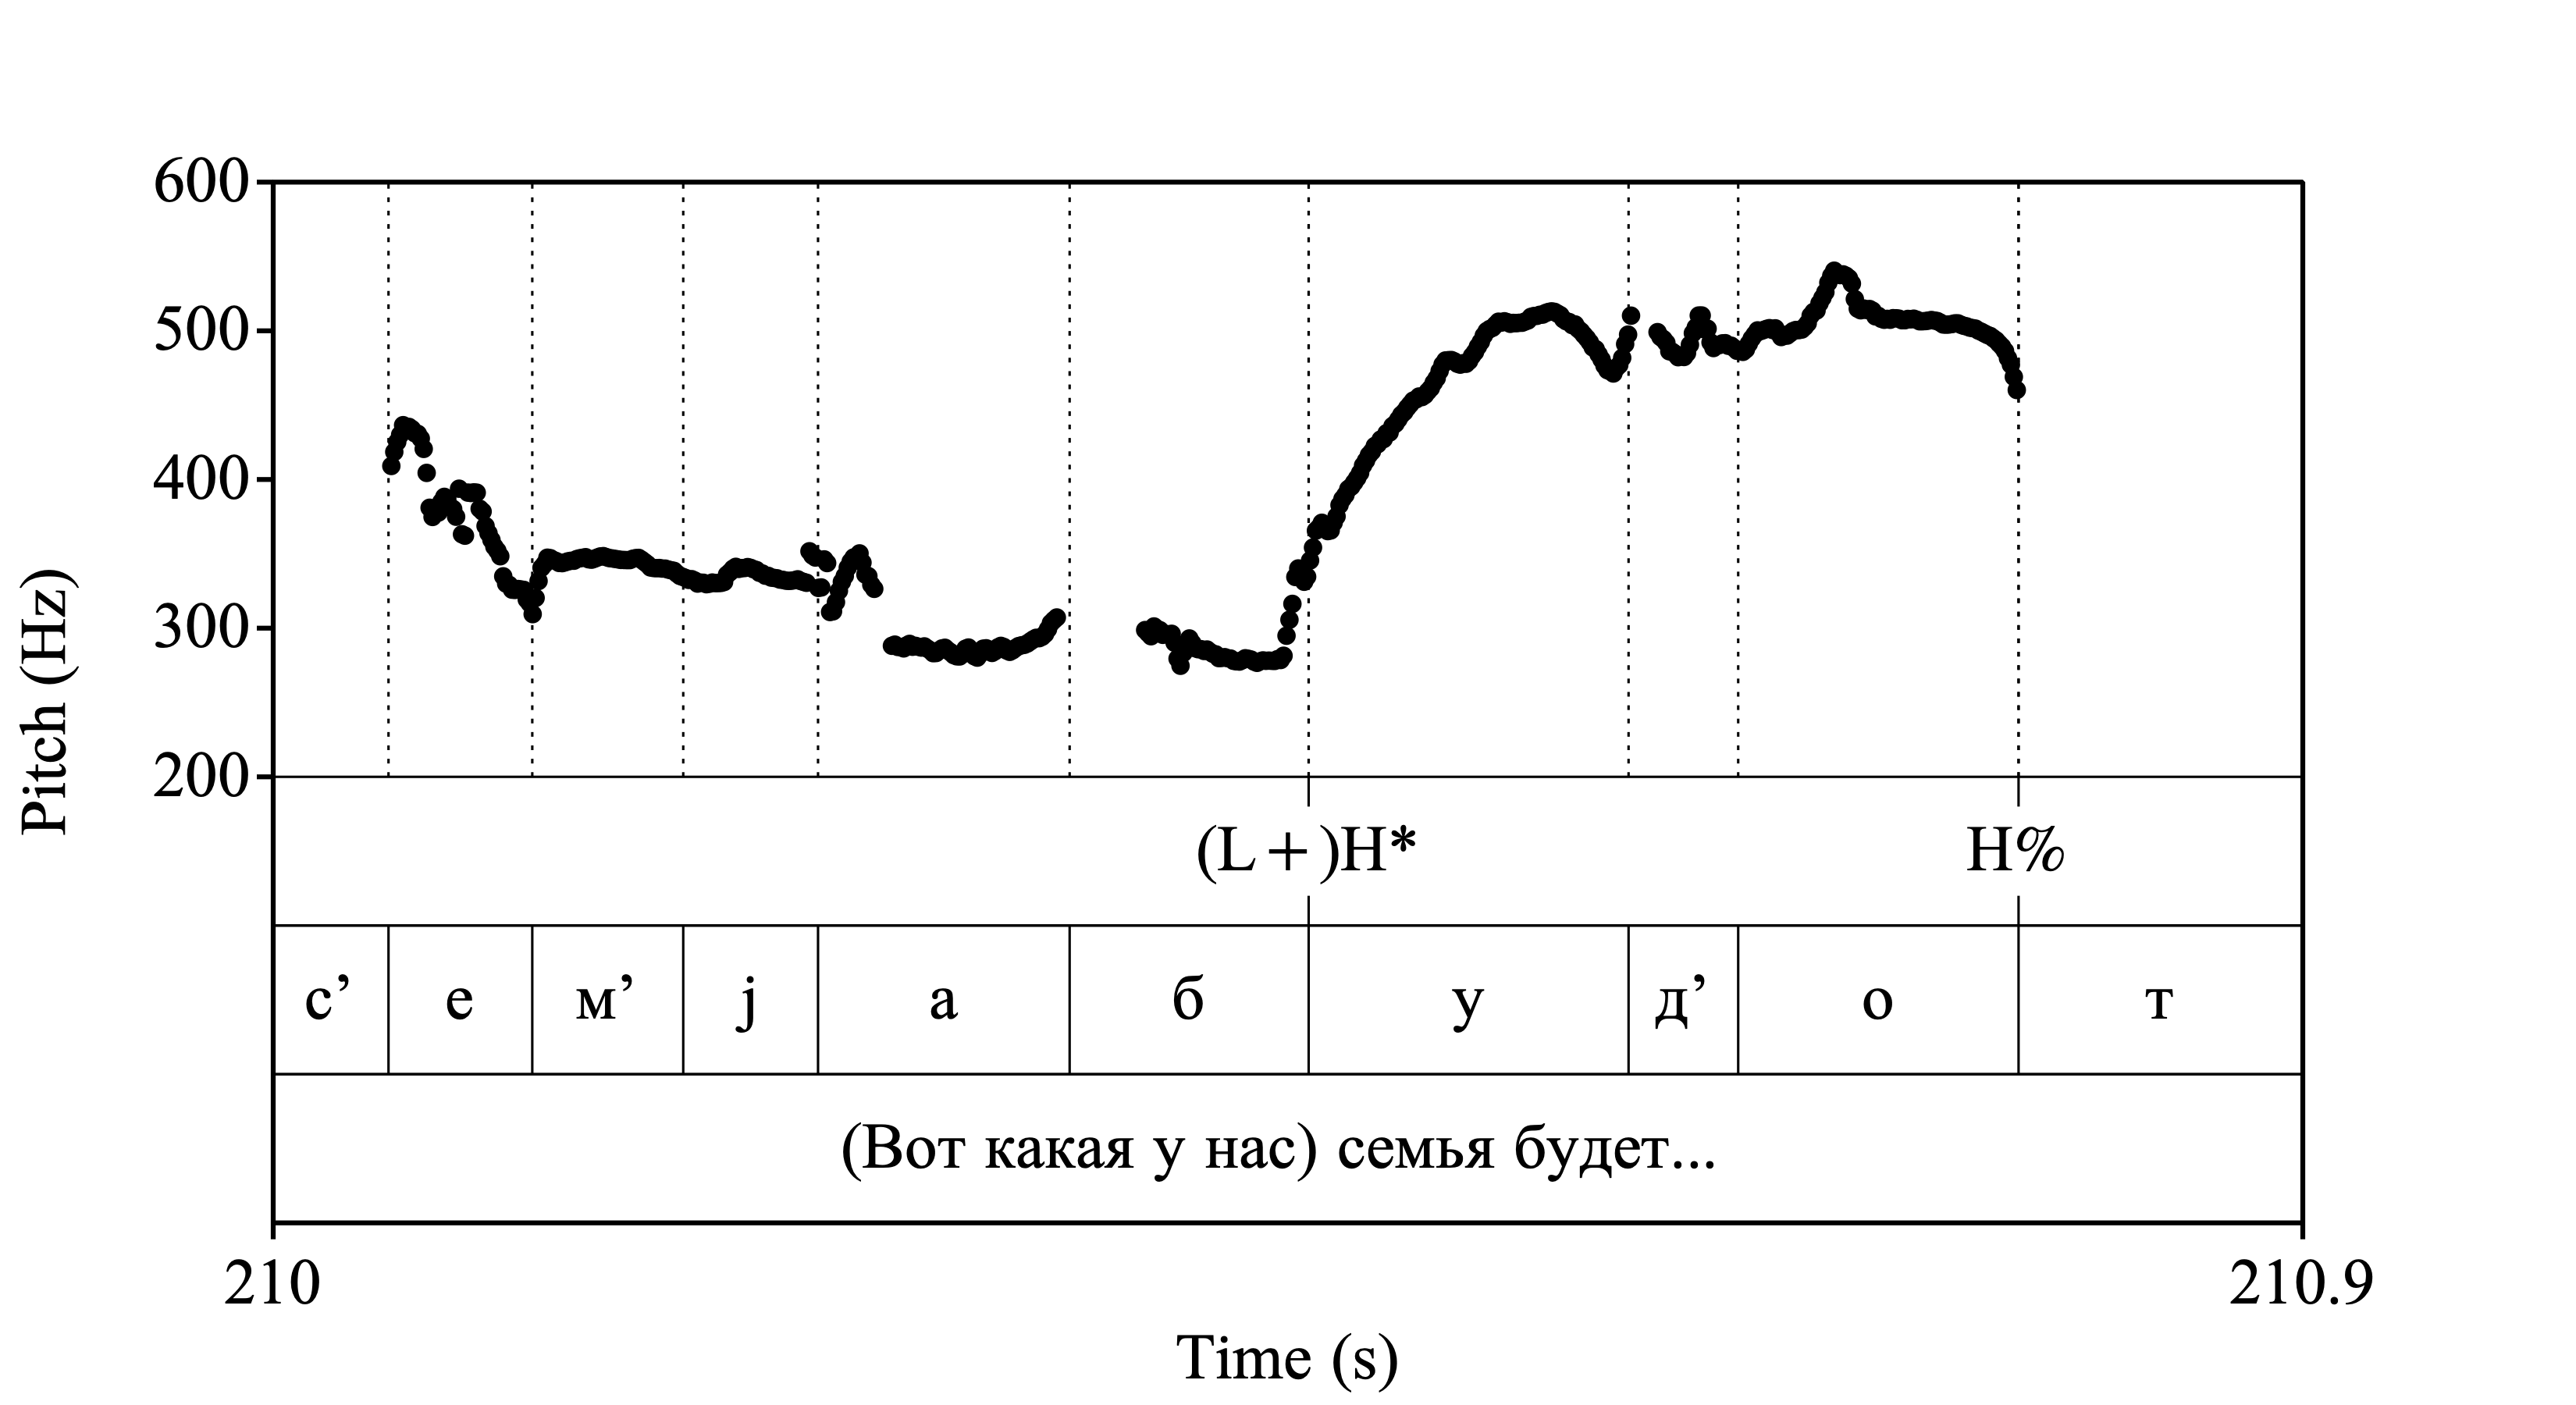 600
500
400
300
200
Pitch (Hz)
(L+)H* H%
с’ е м’ j а б у д’ о т
(Вот какая у нас) семья будет...
210 210.9
Time (s)